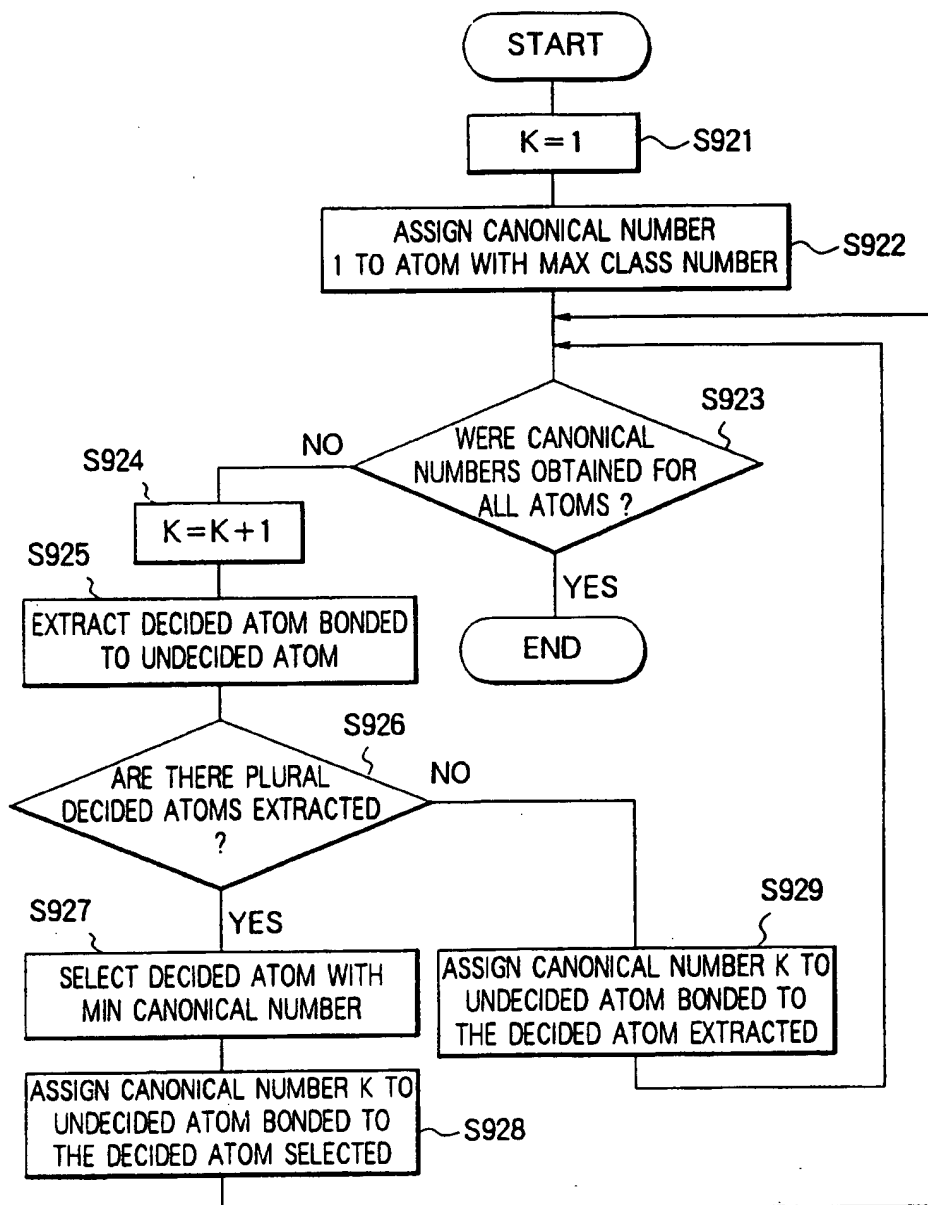 START
K=1
S921
ASSIGN CANONICAL NUMBER
1 TO ATOM WITH MAX CLASS NUMBER
S922
S923
WERE CANONICAL
NUMBERS OBTAINED FOR
ALL ATOMS ?
NO
YES
END
S924
K=K+1
S925
EXTRACT DECIDED ATOM BONDED
TO UNDECIDED ATOM
S926
ARE THERE PLURAL
DECIDED ATOMS EXTRACTED
?
NO
YES
S927
SELECT DECIDED ATOM WITH
MIN CANONICAL NUMBER
S929
ASSIGN CANONICAL NUMBER K TO
UNDECIDED ATOM BONDED TO
THE DECIDED ATOM EXTRACTED
ASSIGN CANONICAL NUMBER K TO
UNDECIDED ATOM BONDED TO
THE DECIDED ATOM SELECTED
S928